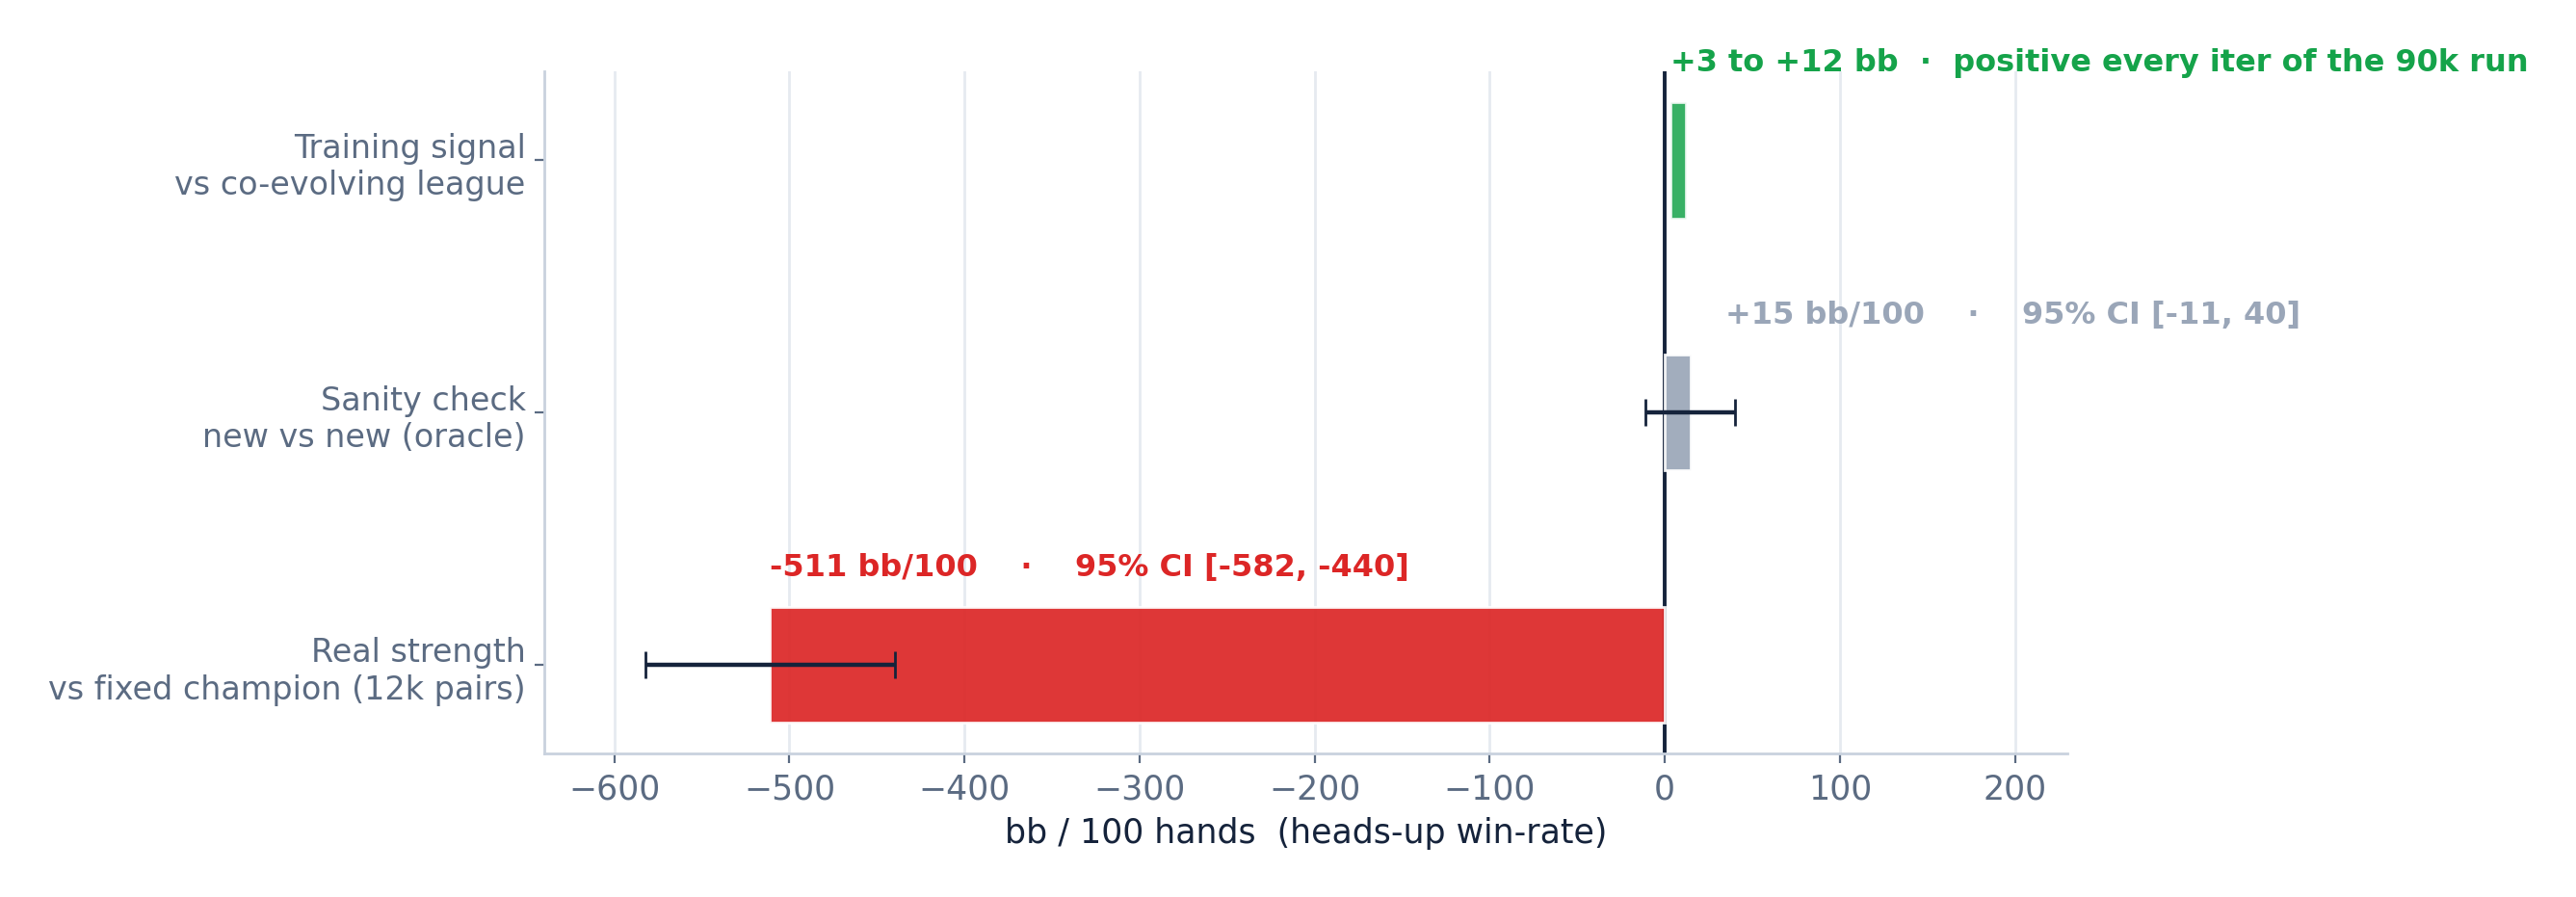 +3 to +12 bb · positive every iter of the 90k run
Training signal
vs co-evolving league
+15 bb/100 · 95% CI [-11, 40]
Sanity check
new vs new (oracle)
-511 bb/100 · 95% CI [-582, -440]
Real strength
vs fixed champion (12k pairs)
−600 −500 −400 −300 −200 −100 0 100 200
bb / 100 hands (heads-up win-rate)